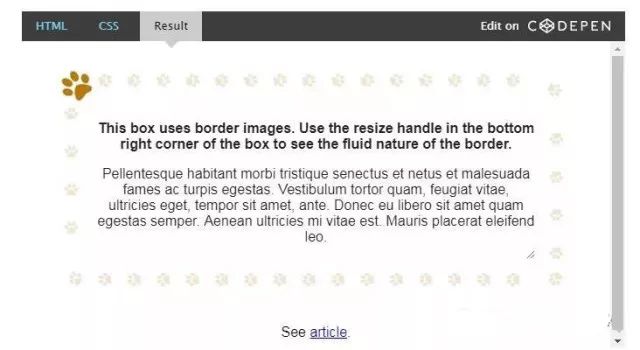 HTML CSS Result Edit on CODEPEN
This box uses border images. Use the resize handle in the bottom
right corner of the box to see the fluid nature of the border.
Pellentesque habitant morbi tristique senectus et netus et malesuada
fames ac turpis egestas. Vestibulum tortor quam, feugiat vitae,
ultricies eget, tempor sit amet, ante. Donec eu libero sit amet quam
egestas semper. Aenean ultricies mi vitae est. Mauris placerat eleifend
leo.
See article.